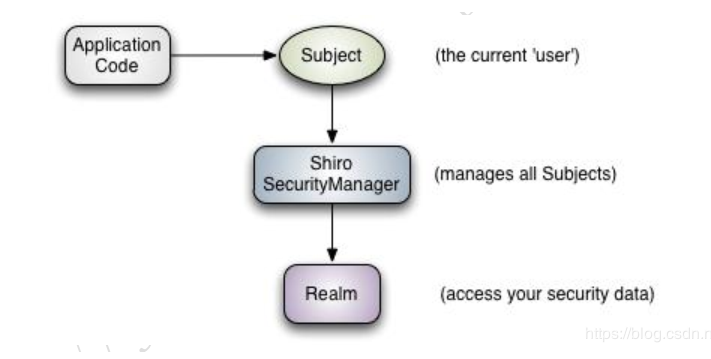 Application
Code
Subject
(the current 'user')
Shiro
SecurityManager
(manages all Subjects)
Realm
(access your security data)
https://blog.csdn.n